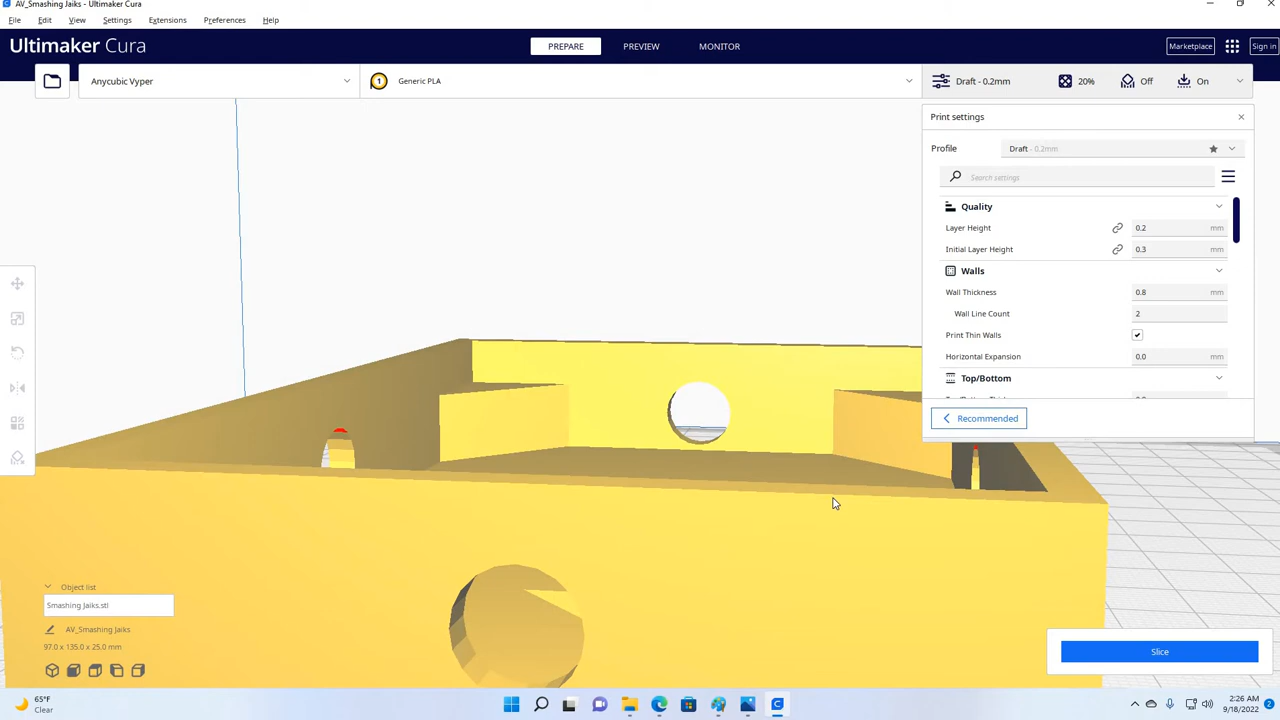 AV_Smashing Jaiks - Ultimaker Cura
File Edit View Settings Extensions Preferences Help
Ultimaker Cura
PREPARE PREVIEW MONITOR
Marketplace
Sign in
Anycubic Vyper
1 Generic PLA
Draft - 0.2mm 20% Off On
Print settings
Profile Draft - 0.2mm
Search settings
Quality
Layer Height 0.2 mm
Initial Layer Height 0.3 mm
Walls
Wall Thickness 0.8 mm
Wall Line Count 2
Print Thin Walls
Horizontal Expansion 0.0 mm
Top/Bottom
Recommended
Object list
Smashing Jaiks.stl
AV_Smashing Jaiks
97.0 x 135.0 x 25.0 mm
Slice
65°F
Clear
2:26 AM
9/18/2022
2